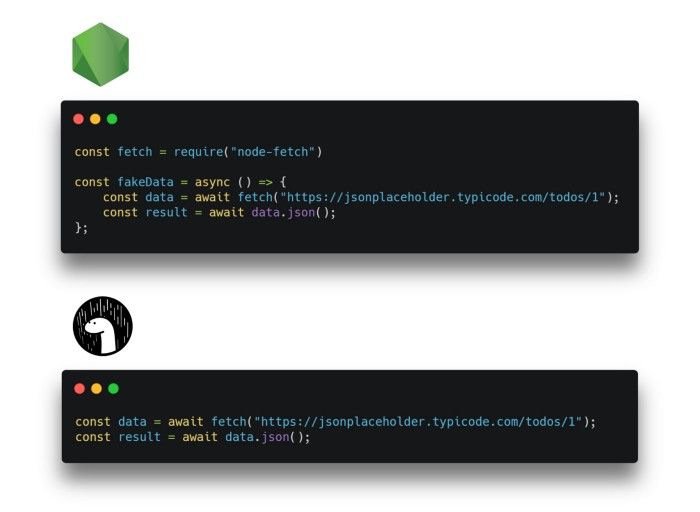 const fetch = require("node-fetch")
const fakeData = async () => {
    const data = await fetch("https://jsonplaceholder.typicode.com/todos/1");
    const result = await data.json();
};
const data = await fetch("https://jsonplaceholder.typicode.com/todos/1");
const result = await data.json();